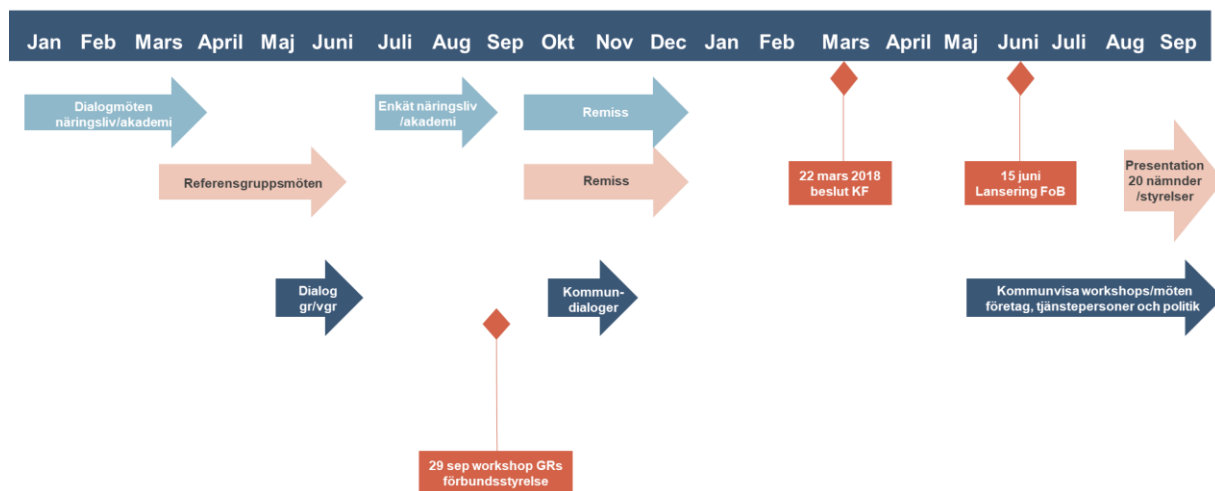 Jan Feb Mars April Maj Juni Juli Aug Sep Okt Nov Dec Jan Feb Mars April Maj Juni Juli Aug Sep
Dialogmöten
näringsliv/akademi
Enkät näringsliv
/akademi
Remiss
Referensgruppsmöten
Remiss
22 mars 2018
beslut KF
15 juni
Lansering FoB
Presentation
20 nämnder
/styrelser
Dialog
gr/vgr
Kommun-
dialoger
Kommunvisa workshops/möten
företag, tjänstepersoner och politik
29 sep workshop GRs
förbundsstyrelse